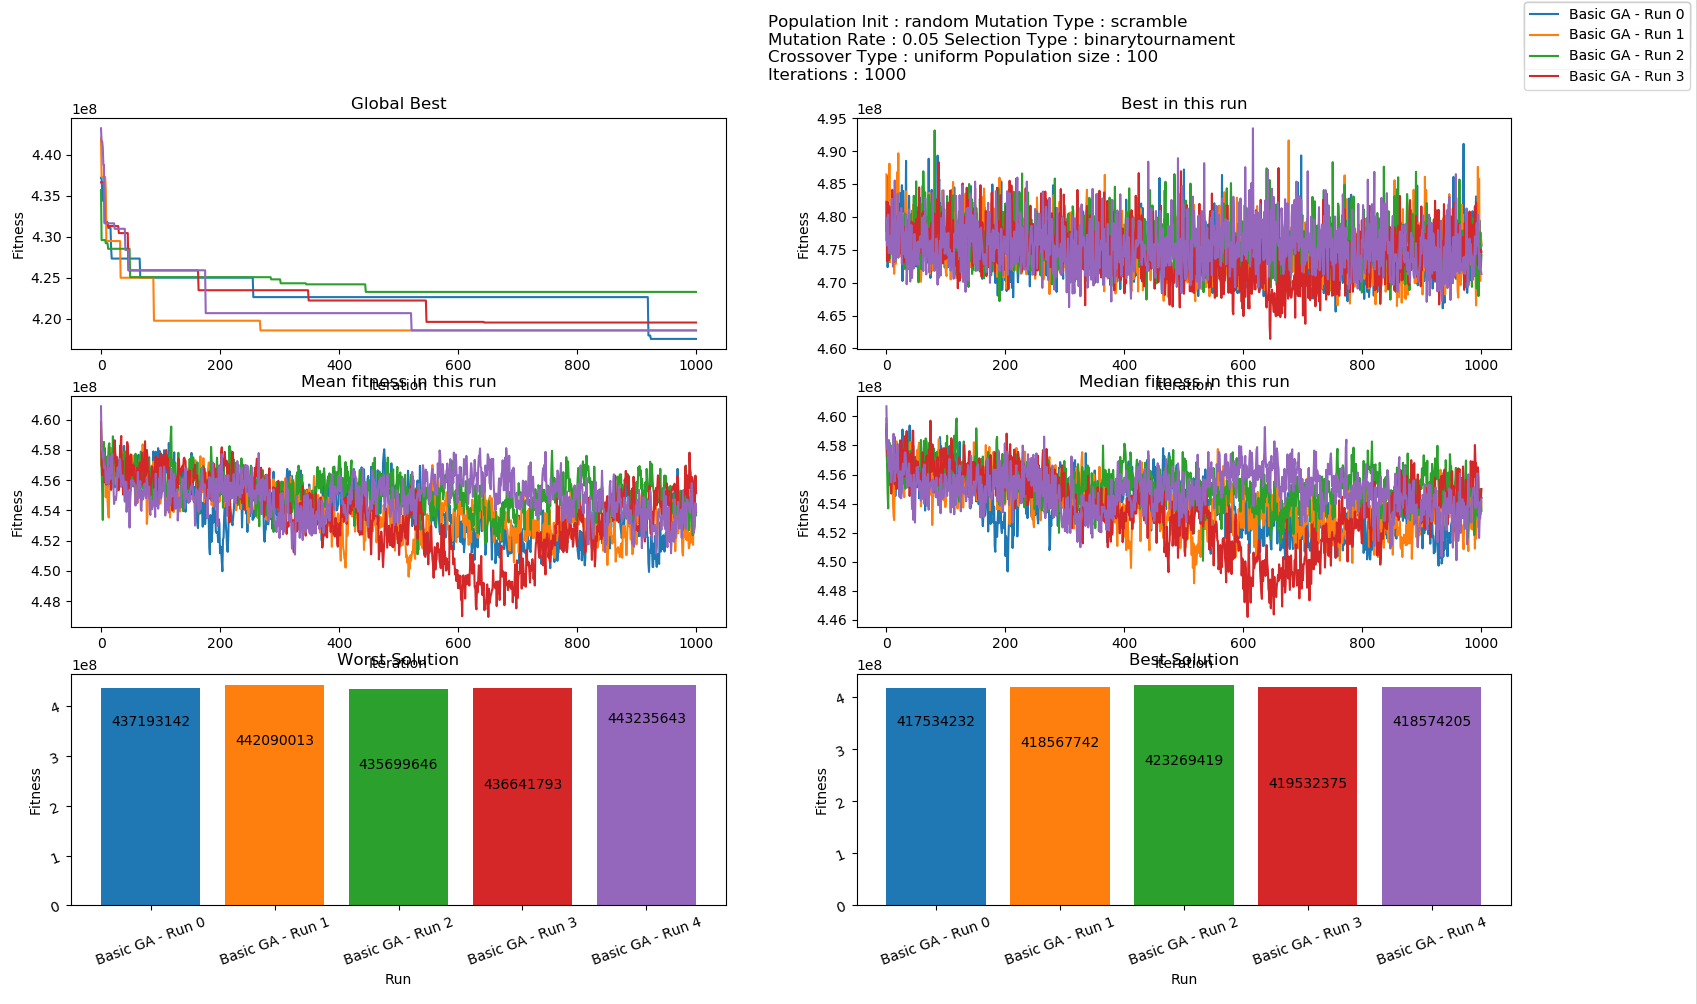 Population Init : random Mutation Type : scramble
Mutation Rate : 0.05 Selection Type : binarytournament
Crossover Type : uniform Population size : 100
Iterations : 1000
Basic GA - Run 0
Basic GA - Run 1
Basic GA - Run 2
Basic GA - Run 3
Global Best
1e8
4.40
4.35
4.30
4.25
4.20
Fitness
0 200 400 600 800 1000
Iteration
Best in this run
1e8
4.95
4.90
4.85
4.80
4.75
4.70
4.65
4.60
Fitness
0 200 400 600 800 1000
Iteration
Mean fitness in this run
1e8
4.60
4.58
4.56
4.54
4.52
4.50
4.48
Fitness
0 200 400 600 800 1000
Iteration
Median fitness in this run
1e8
4.60
4.58
4.56
4.54
4.52
4.50
4.48
4.46
Fitness
0 200 400 600 800 1000
Iteration
Worst Solution
1e8
4
3
2
1
0
Fitness
437193142
442090013
435699646
436641793
443235643
Basic GA - Run 0
Basic GA - Run 1
Basic GA - Run 2
Basic GA - Run 3
Basic GA - Run 4
Run
Best Solution
1e8
4
3
2
1
0
Fitness
417534232
418567742
423269419
419532375
418574205
Basic GA - Run 0
Basic GA - Run 1
Basic GA - Run 2
Basic GA - Run 3
Basic GA - Run 4
Run